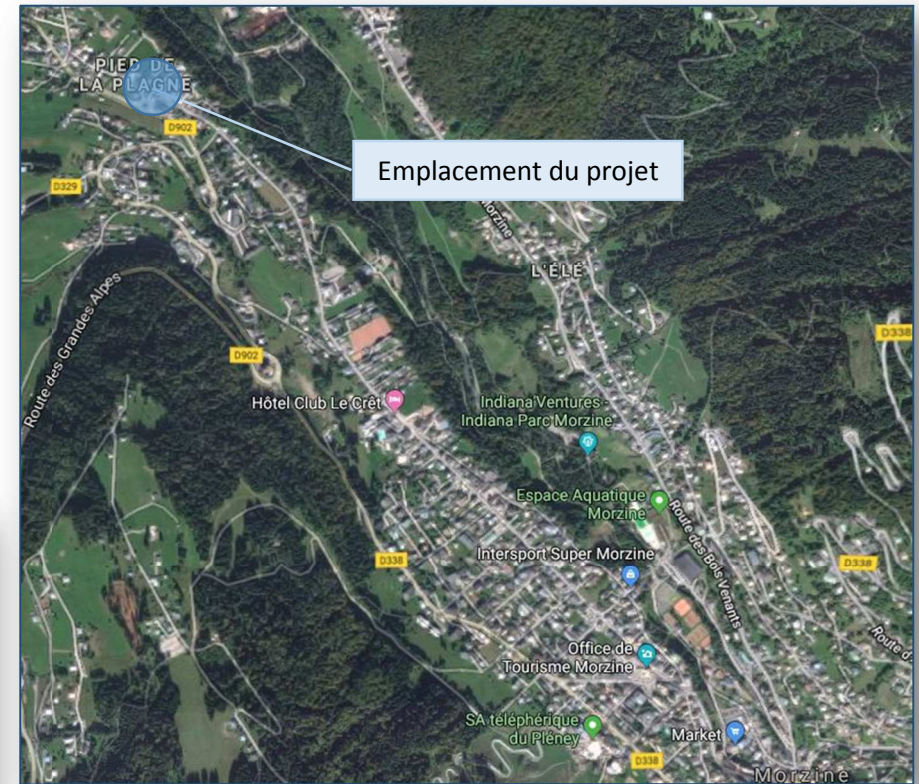 PIED DE
LA PLAGNE
D902
Emplacement du projet
D329
Morzine
L'ÉLÉ
Route des Grandes Alpes
D902
D338
Hôtel Club Le Crêt
Indiana Ventures -
Indiana Parc Morzine
Espace Aquatique
Morzine
Route des Bois Venants
D338
Intersport Super Morzine
D338
Office de
Tourisme Morzine
Route d
SA téléphérique
du Pléney
Market
D338
Morzine